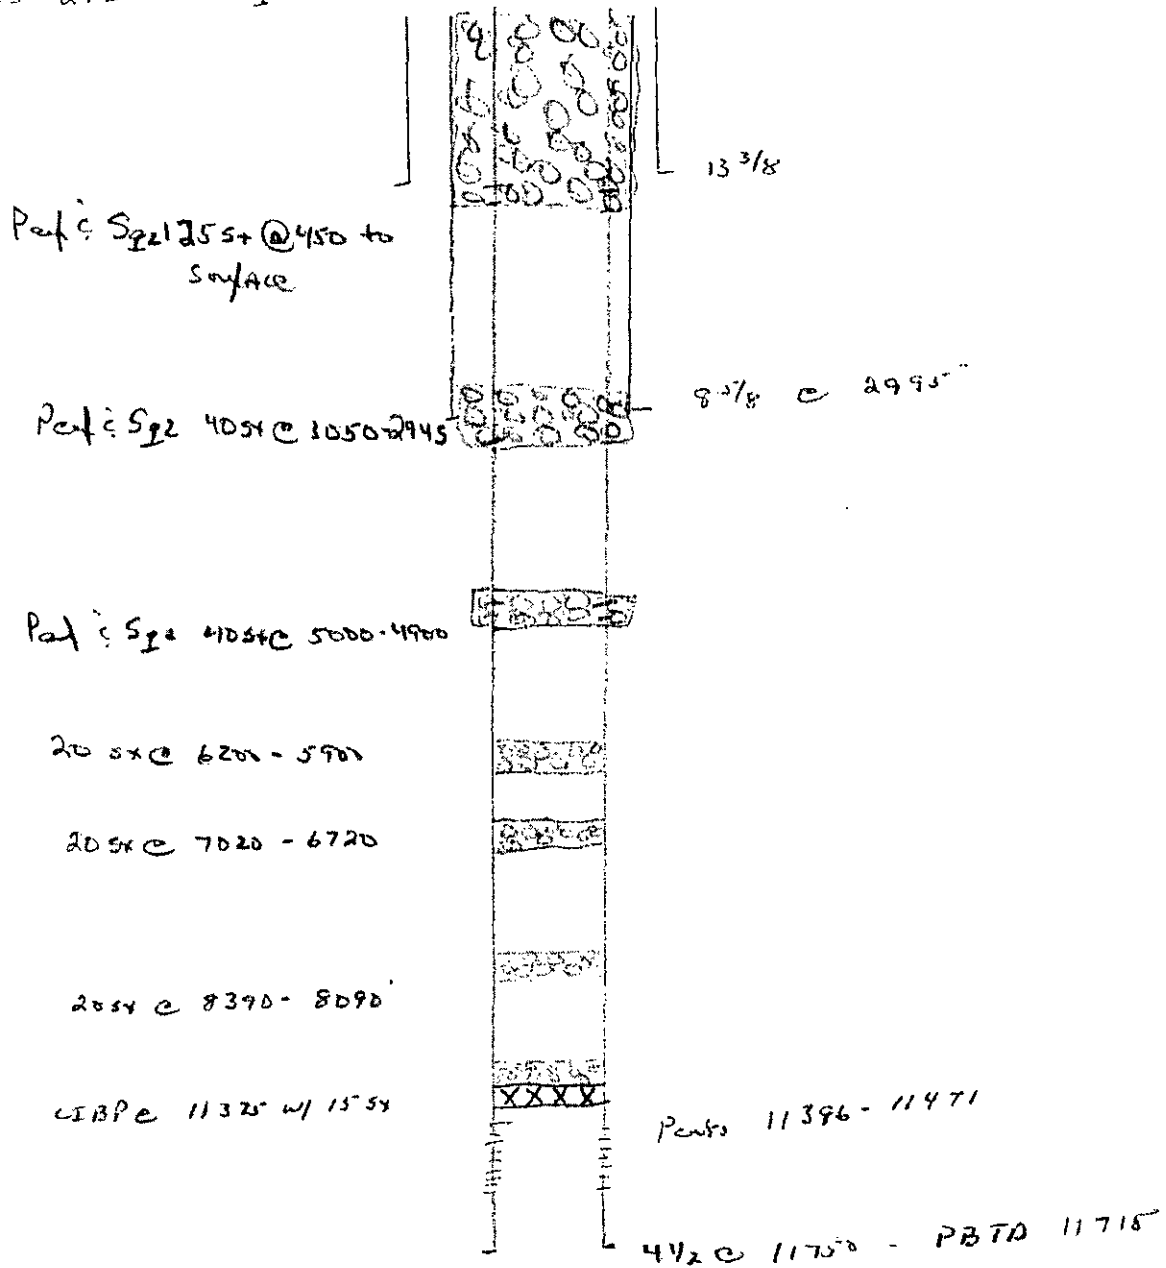 13 3/8
Perf & Sqz 125 sx @ 450 to
Surface
8 5/8 @ 2995
Perf & Sqz 40 sx @ 3050-2945
Perf & Sqz 40 sx @ 5000-4900
20 sx @ 6200 - 5900
20 sx @ 7020 - 6720
20 sx @ 8390 - 8090'
CIBP @ 11325 w/ 15 sx
XXXX
Perfs 11396 - 11471
4 1/2 @ 11750 - PBTD 11715